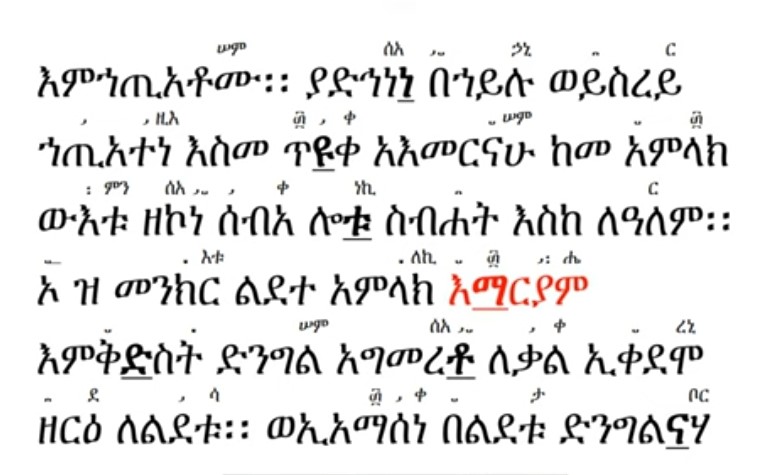 ሠም ሰአ ኃኒ ር
እምኀጢአቶሙ፡፡ ያድኅነነ በኀይሉ ወይስረይ
ዚእ ቀ ሠም
ኀጢአተነ እስመ ጥዩቀ አእመርናሁ ከመ አምላክ
ምን ሰአ ቀ ነኪ ር
ውእቱ ዘኮነ ሰብአ ሎቱ ስብሐት እስከ ለዓለም፡፡
እቱ ለኪ ሔ
ኦ ዝ መንክር ልደተ አምላክ እማርያም
ሠም ሰአ ቀ ረኒ
እምቅድስት ድንግል አግመረቶ ለቃል ኢቀደሞ
ደ ሳ ቀ ታ ቦር
ዘርዕ ለልደቱ፡፡ ወኢአማሰነ በልደቱ ድንግልናሃ